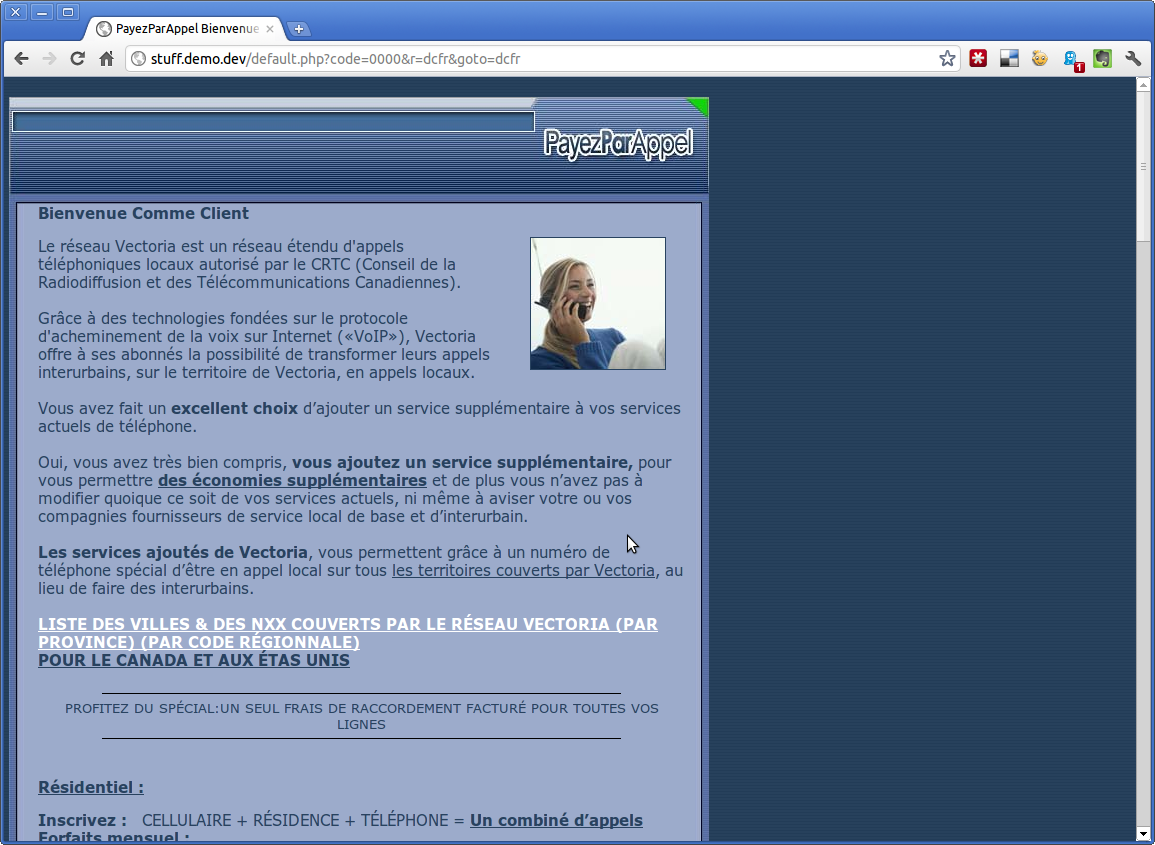 PayezParAppel Bienvenue
stuff.demo.dev/default.php?code=0000&r=dcfr&goto=dcfr
1
PayezParAppel
Bienvenue Comme Client
Le réseau Vectoria est un réseau étendu d'appels
téléphoniques locaux autorisé par le CRTC (Conseil de la
Radiodiffusion et des Télécommunications Canadiennes).
Grâce à des technologies fondées sur le protocole
d'acheminement de la voix sur Internet («VoIP»), Vectoria
offre à ses abonnés la possibilité de transformer leurs appels
interurbains, sur le territoire de Vectoria, en appels locaux.
Vous avez fait un excellent choix d’ajouter un service supplémentaire à vos services
actuels de téléphone.
Oui, vous avez très bien compris, vous ajoutez un service supplémentaire, pour
vous permettre des économies supplémentaires et de plus vous n’avez pas à
modifier quoique ce soit de vos services actuels, ni même à aviser votre ou vos
compagnies fournisseurs de service local de base et d’interurbain.
Les services ajoutés de Vectoria, vous permettent grâce à un numéro de
téléphone spécial d’être en appel local sur tous les territoires couverts par Vectoria, au
lieu de faire des interurbains.
LISTE DES VILLES & DES NXX COUVERTS PAR LE RÉSEAU VECTORIA (PAR
PROVINCE) (PAR CODE RÉGIONNALE)
POUR LE CANADA ET AUX ÉTAS UNIS
PROFITEZ DU SPÉCIAL:UN SEUL FRAIS DE RACCORDEMENT FACTURÉ POUR TOUTES VOS
LIGNES
Résidentiel :
Inscrivez : CELLULAIRE + RÉSIDENCE + TÉLÉPHONE = Un combiné d’appels
Forfaits mensuel :